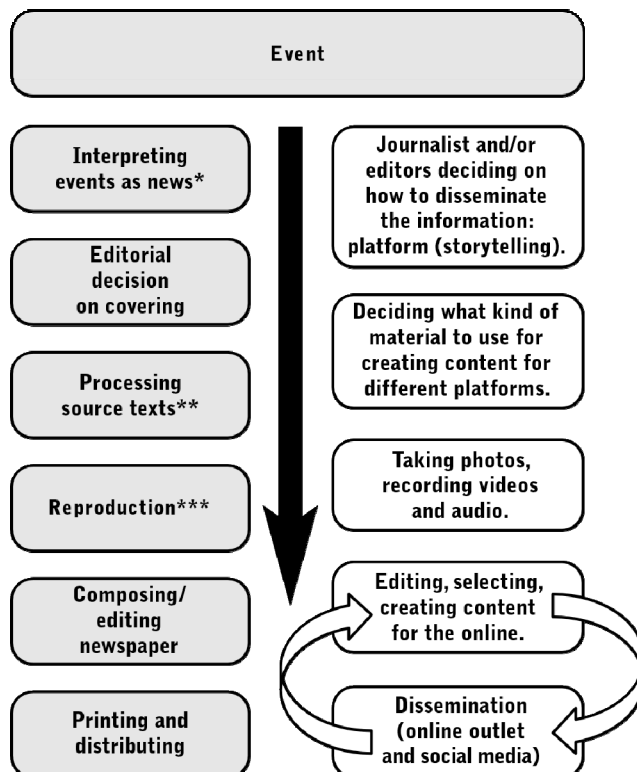 Event
Interpreting
events as news*
Editorial
decision
on covering
Processing
source texts**
Reproduction***
Composing/
editing
newspaper
Printing and
distributing
Journalist and/or
editors deciding on
how to disseminate
the information:
platform (storytelling).
Deciding what kind of
material to use for
creating content for
different platforms.
Taking photos,
recording videos
and audio.
Editing, selecting,
creating content
for the online.
Dissemination
(online outlet
and social media)